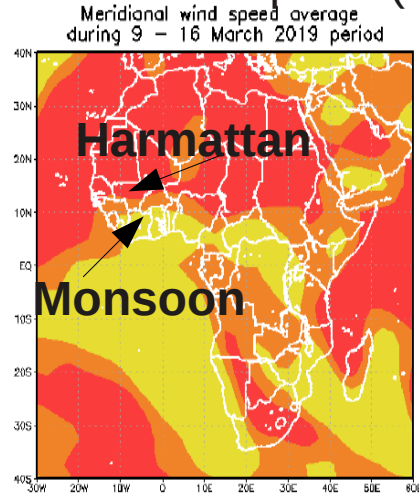 Meridional wind speed average
during 9 – 16 March 2019 period
40N
30N
Harmattan
20N
10N
EQ
Monsoon
10S
20S
30S
40S
30W 20W 10W 0 10E 20E 30E 40E 50E 60E